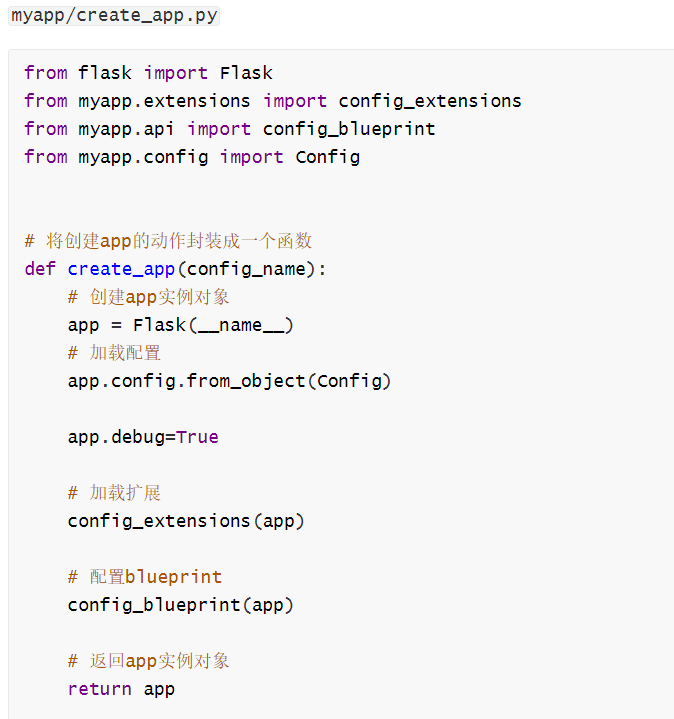 myapp/create_app.py
from flask import Flask
from myapp.extensions import config_extensions
from myapp.api import config_blueprint
from myapp.config import Config
# 将创建app的动作封装成一个函数
def create_app(config_name):
    # 创建app实例对象
    app = Flask(__name__)
    # 加载配置
    app.config.from_object(Config)
    app.debug=True
    # 加载扩展
    config_extensions(app)
    # 配置blueprint
    config_blueprint(app)
    # 返回app实例对象
    return app